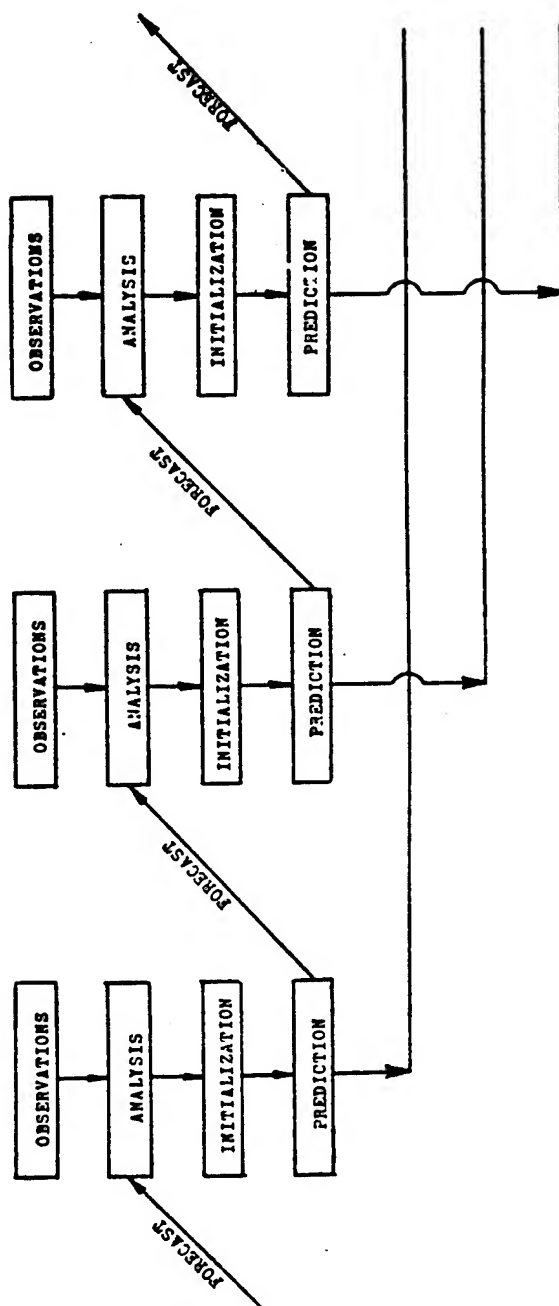 FORECAST
OBSERVATIONS
ANALYSIS
INITIALIZATION
PREDICTION
FORECAST
OBSERVATIONS
ANALYSIS
INITIALIZATION
PREDICTION
FORECAST
OBSERVATIONS
ANALYSIS
INITIALIZATION
PREDICTION
FORECAST